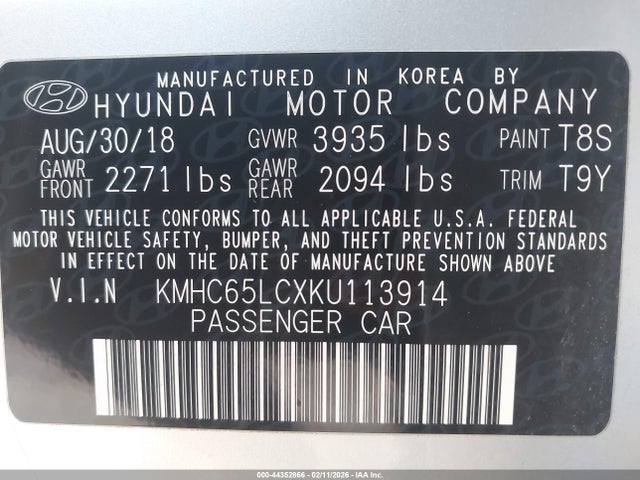 MANUFACTURED IN KOREA BY
HYUNDAI MOTOR COMPANY
AUG/30/18 GVWR 3935 lbs PAINT T8S
GAWR FRONT 2271 lbs GAWR REAR 2094 lbs TRIM T9Y
THIS VEHICLE CONFORMS TO ALL APPLICABLE U.S.A. FEDERAL
MOTOR VEHICLE SAFETY, BUMPER, AND THEFT PREVENTION STANDARDS
IN EFFECT ON THE DATE OF MANUFACTURE SHOWN ABOVE
V.I.N KMHC65LCXKU113914
PASSENGER CAR
000-44352866 - 02/11/2026 - IAAI.COM